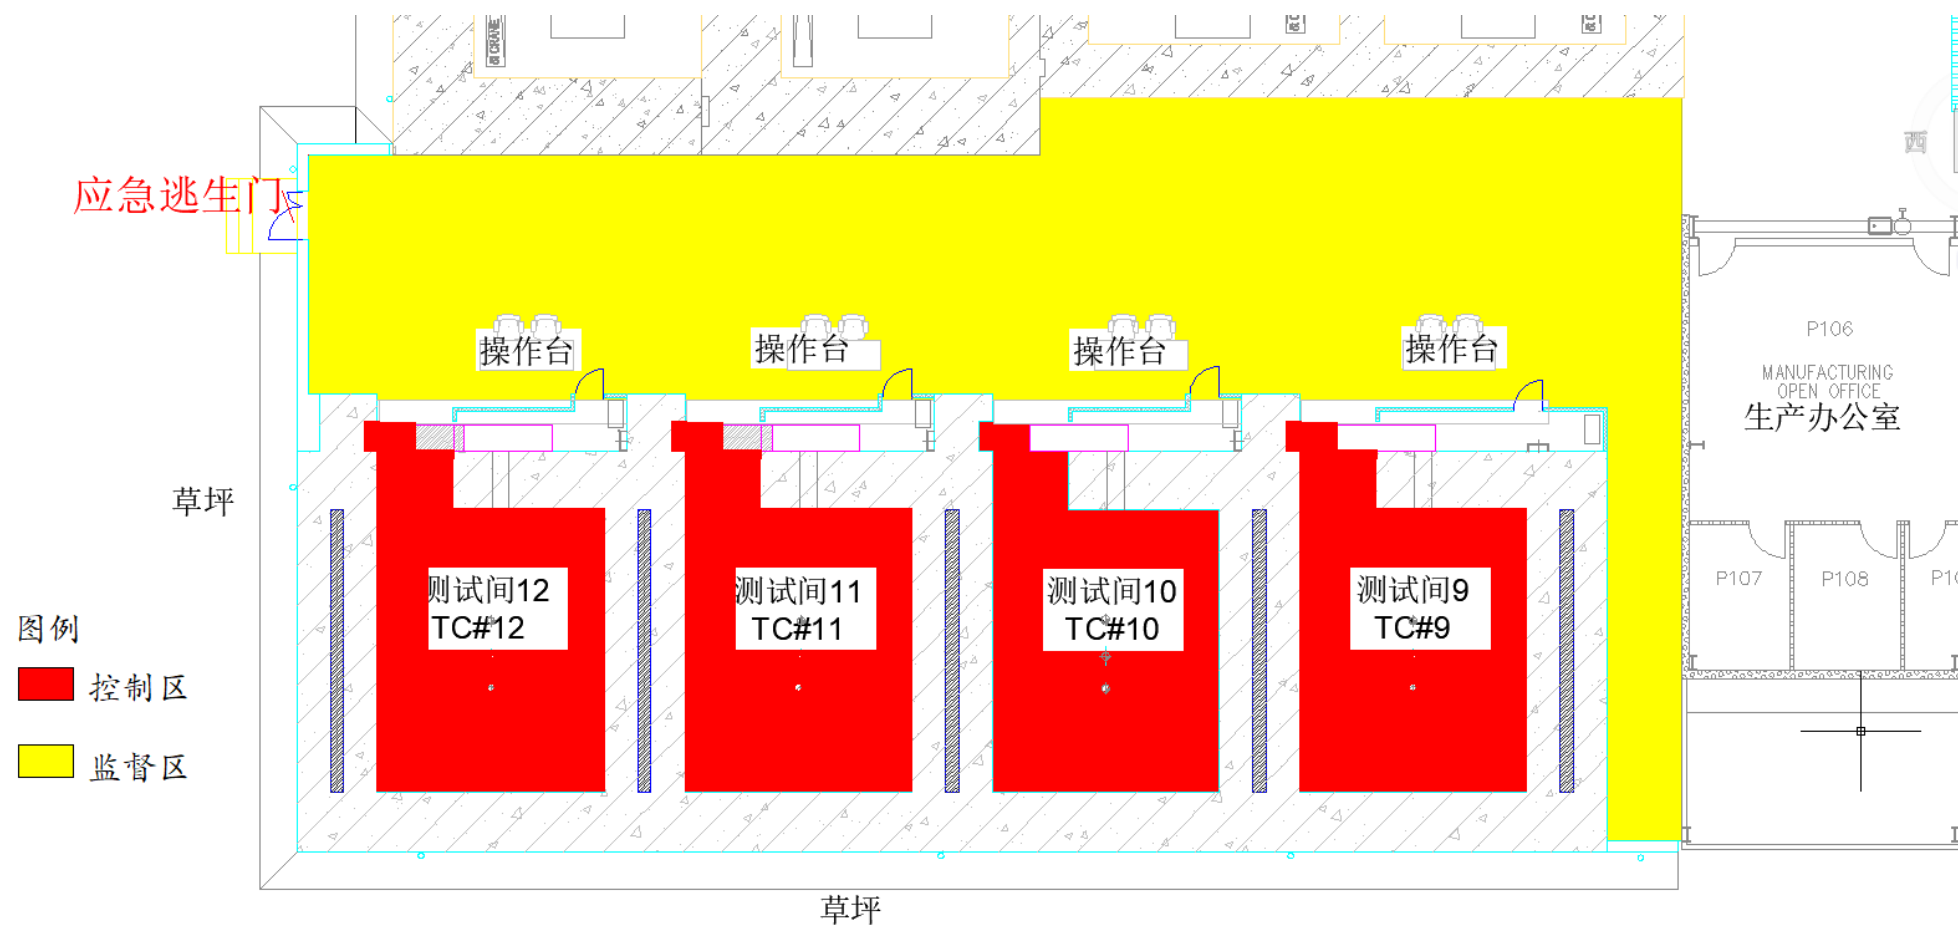 &CRANE
西
应急逃生门
P106
MANUFACTURING
OPEN OFFICE
生产办公室
操作台
操作台
操作台
操作台
草坪
P107
P108
测试间12
TC#12
测试间11
TC#11
测试间10
TC#10
测试间9
TC#9
图例
控制区
监督区
草坪